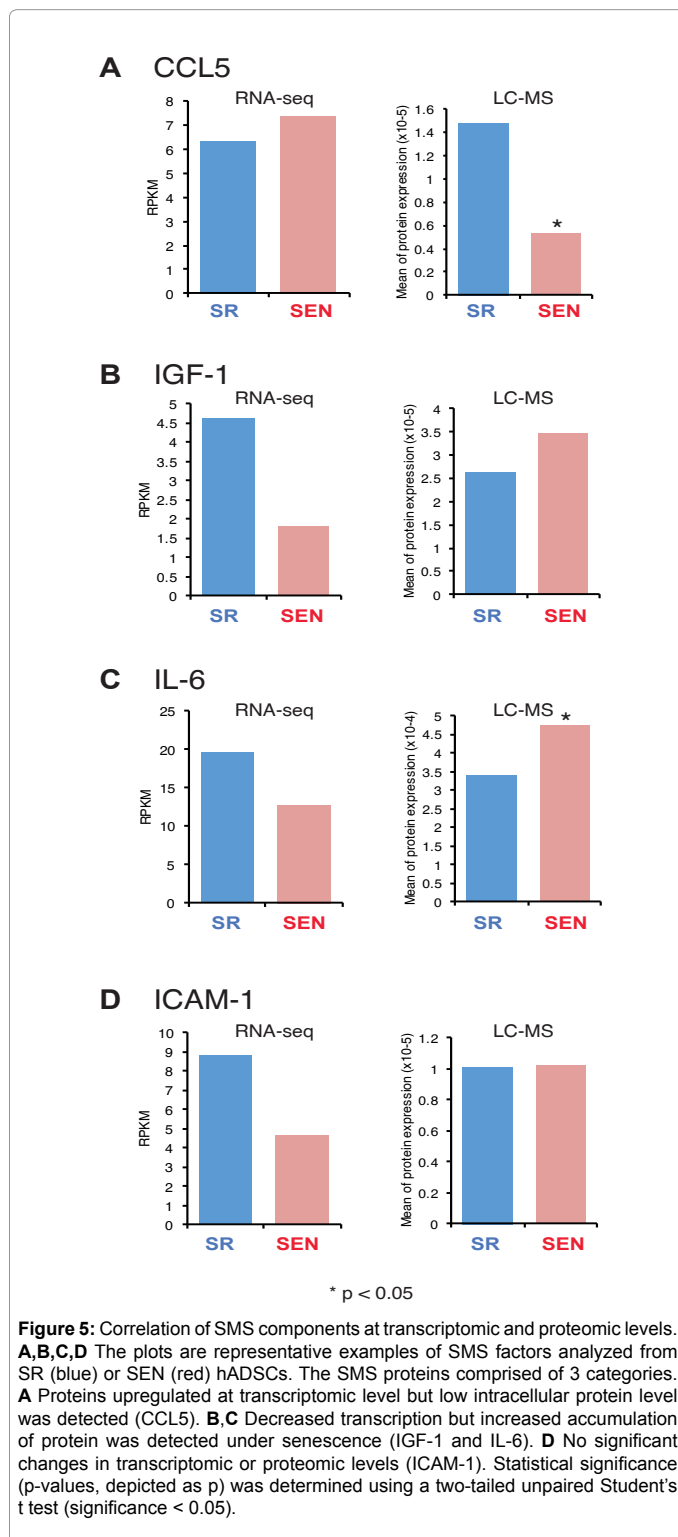 A CCL5
RNA-seq
LC-MS
RPKM
8
7
6
5
4
3
2
1
0
SR SEN
Mean of protein expression (x10-5)
1.6
1.4
1.2
1
0.8
0.6
0.4
0.2
0
*
SR SEN
B IGF-1
RNA-seq
LC-MS
RPKM
5
4.5
4
3.5
3
2.5
2
1.5
1
0.5
0
SR SEN
Mean of protein expression (x10-5)
4
3.5
3
2.5
2
1.5
1
0.5
0
SR SEN
C IL-6
RNA-seq
LC-MS
RPKM
25
20
15
10
5
0
SR SEN
Mean of protein expression (x10-4)
5
4.5
4
3.5
3
2.5
2
1.5
1
0.5
0
*
SR SEN
D ICAM-1
RNA-seq
LC-MS
RPKM
10
9
8
7
6
5
4
3
2
1
0
SR SEN
Mean of protein expression (x10-5)
1.2
1
0.8
0.6
0.4
0.2
0
SR SEN
* p < 0.05
Figure 5: Correlation of SMS components at transcriptomic and proteomic levels.
A,B,C,D The plots are representative examples of SMS factors analyzed from
SR (blue) or SEN (red) hADSCs. The SMS proteins comprised of 3 categories.
A Proteins upregulated at transcriptomic level but low intracellular protein level
was detected (CCL5). B,C Decreased transcription but increased accumulation
of protein was detected under senescence (IGF-1 and IL-6). D No significant
changes in transcriptomic or proteomic levels (ICAM-1). Statistical significance
(p-values, depicted as p) was determined using a two-tailed unpaired Student's
t test (significance < 0.05).